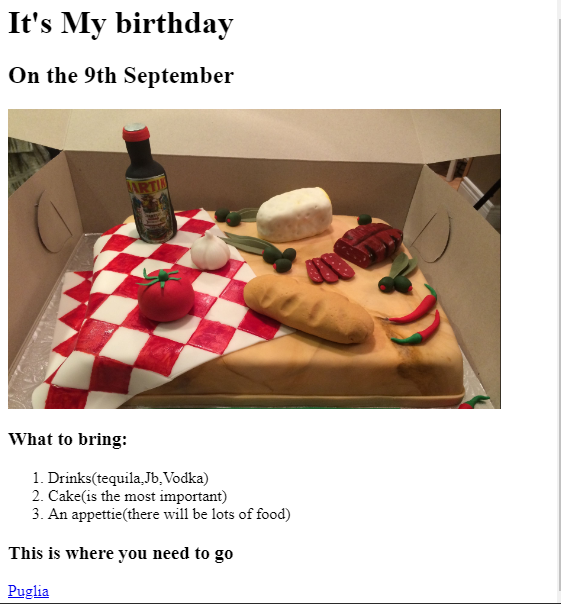 It's My birthday
On the 9th September
MARTINI
What to bring:
1. Drinks(tequila,Jb,Vodka)
2. Cake(is the most important)
3. An appettie(there will be lots of food)
This is where you need to go
Puglia